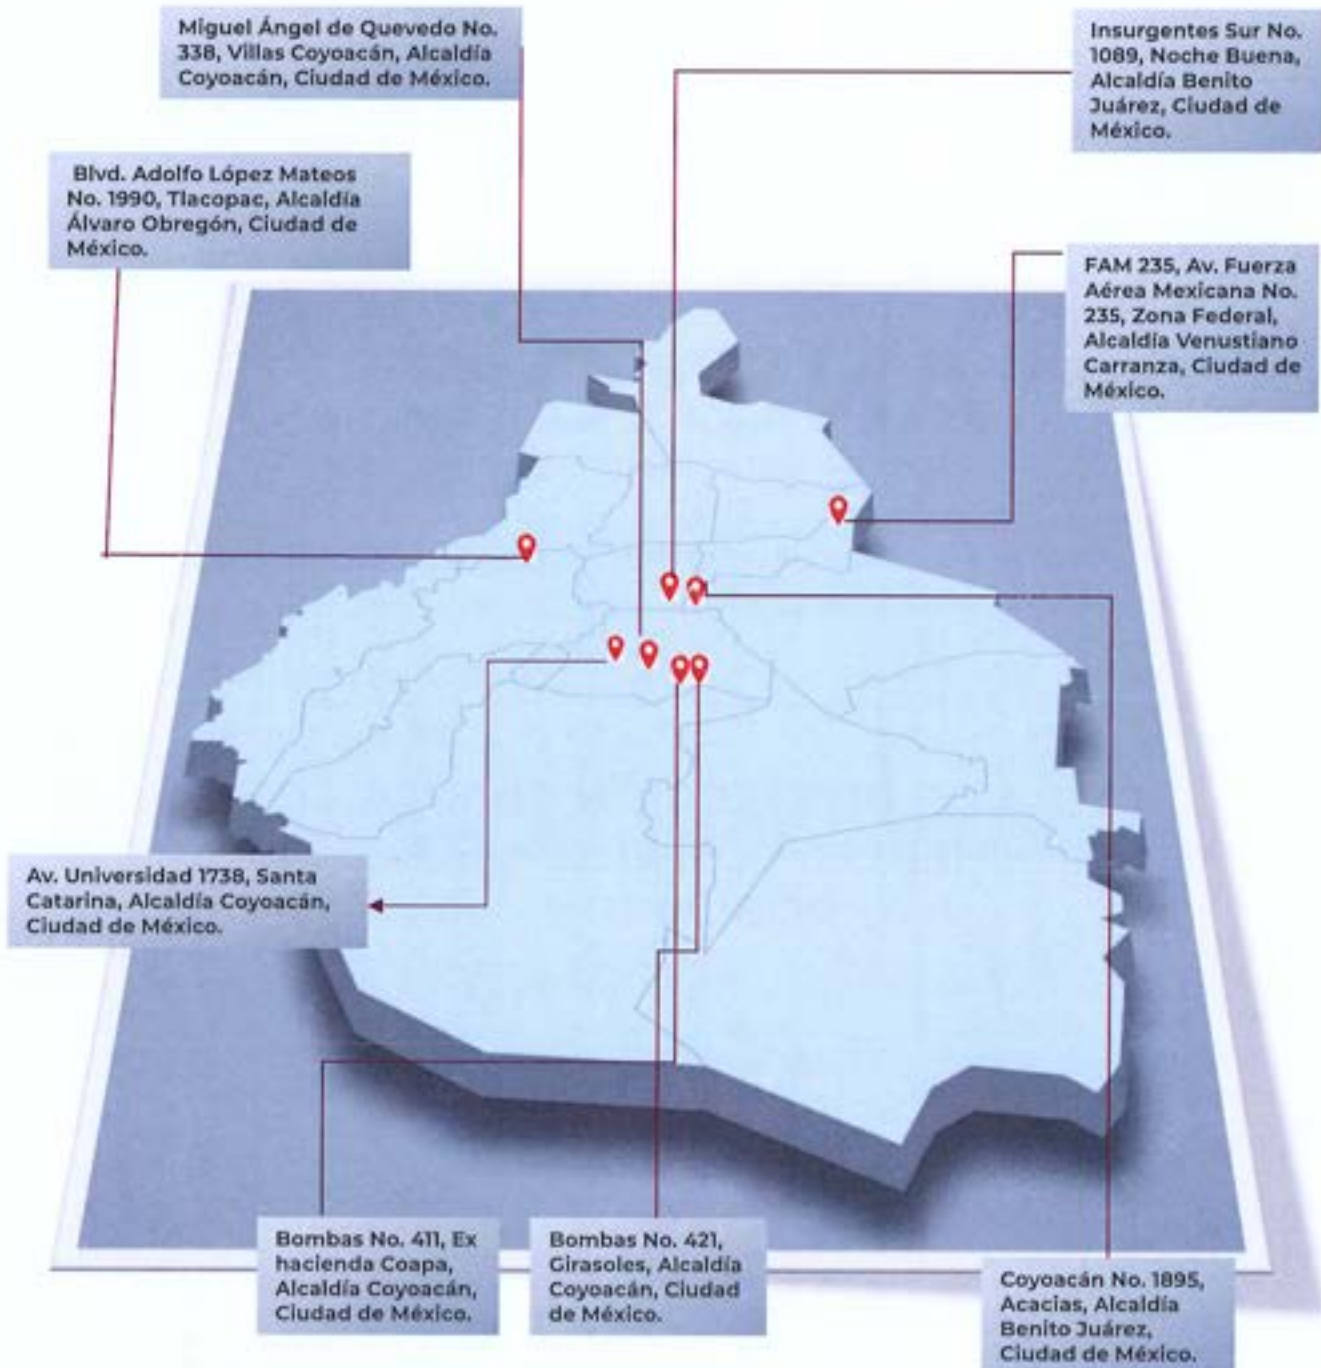 Miguel Ángel de Quevedo No.
338, Villas Coyoacán, Alcaldía
Coyoacán, Ciudad de México.
Insurgentes Sur No.
1089, Noche Buena,
Alcaldía Benito
Juárez, Ciudad de
México.
Blvd. Adolfo López Mateos
No. 1990, Tlacopac, Alcaldía
Álvaro Obregón, Ciudad de
México.
FAM 235, Av. Fuerza
Aérea Mexicana No.
235, Zona Federal,
Alcaldía Venustiano
Carranza, Ciudad de
México.
Av. Universidad 1738, Santa
Catarina, Alcaldía Coyoacán,
Ciudad de México.
Bombas No. 411, Ex
hacienda Coapa,
Alcaldía Coyoacán,
Ciudad de México.
Bombas No. 421,
Girasoles, Alcaldía
Coyoacán, Ciudad
de México.
Coyoacán No. 1895,
Acacias, Alcaldía
Benito Juárez,
Ciudad de México.